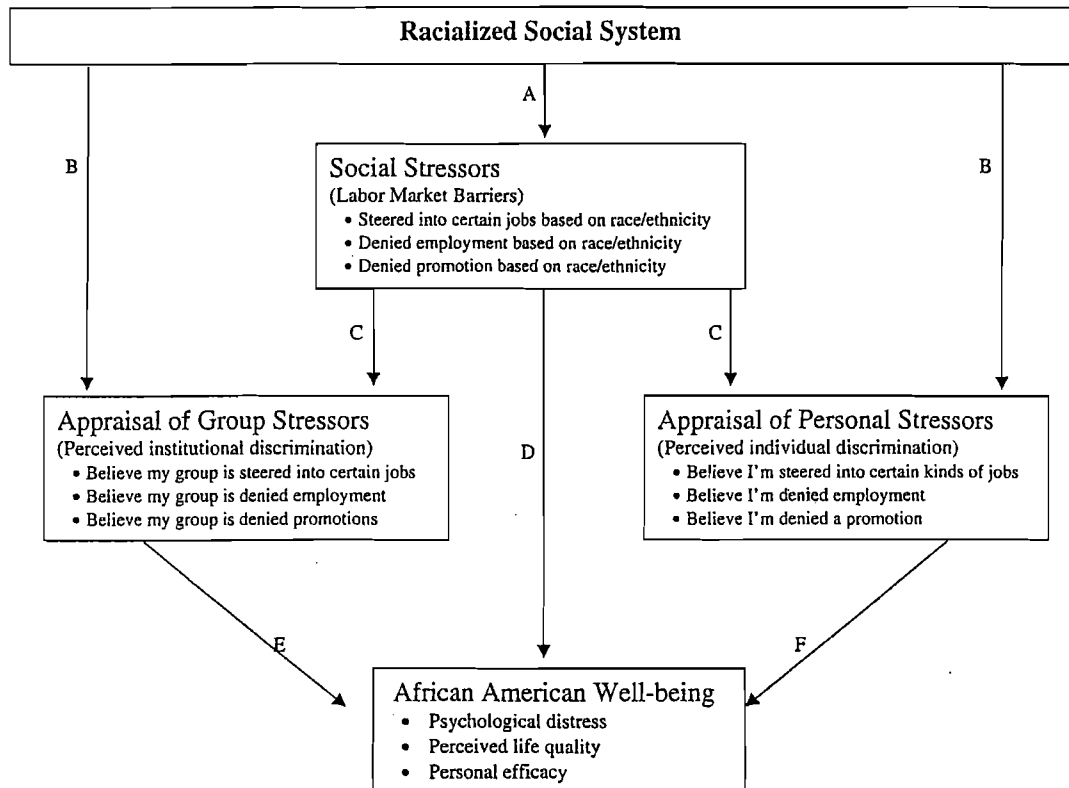 Racialized Social System
A
B
B
Social Stressors
(Labor Market Barriers)
• Steered into certain jobs based on race/ethnicity
• Denied employment based on race/ethnicity
• Denied promotion based on race/ethnicity
C
C
Appraisal of Group Stressors
(Perceived institutional discrimination)
• Believe my group is steered into certain jobs
• Believe my group is denied employment
• Believe my group is denied promotions
D
Appraisal of Personal Stressors
(Perceived individual discrimination)
• Believe I'm steered into certain kinds of jobs
• Believe I'm denied employment
• Believe I'm denied a promotion
E
F
African American Well-being
• Psychological distress
• Perceived life quality
• Personal efficacy